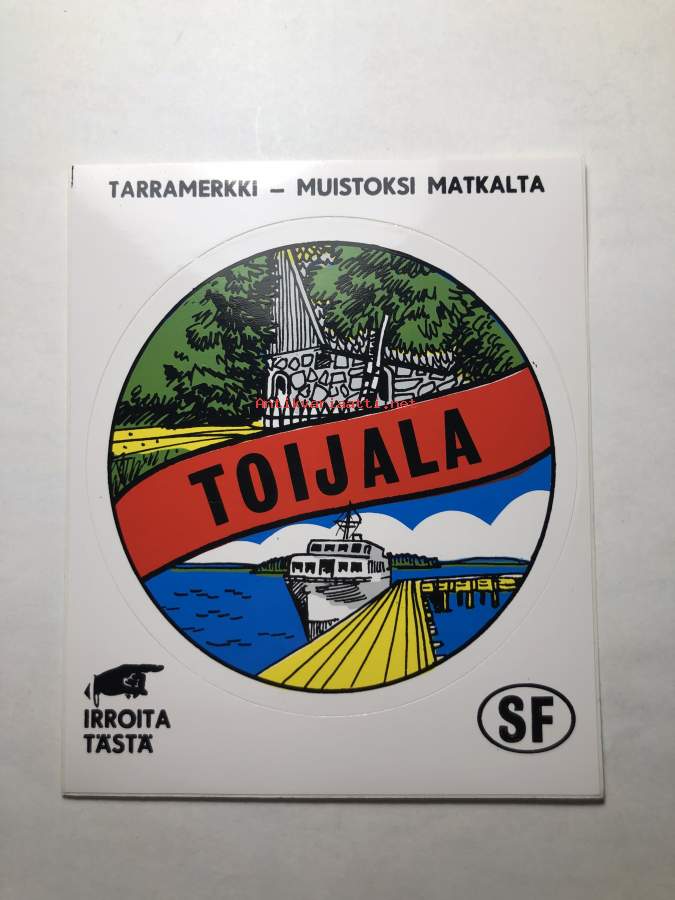 TARRAMERKKI – MUISTOKSI MATKALTA
Antikvariaatti.net
TOIJALA
IRROITA
TÄSTÄ
SF